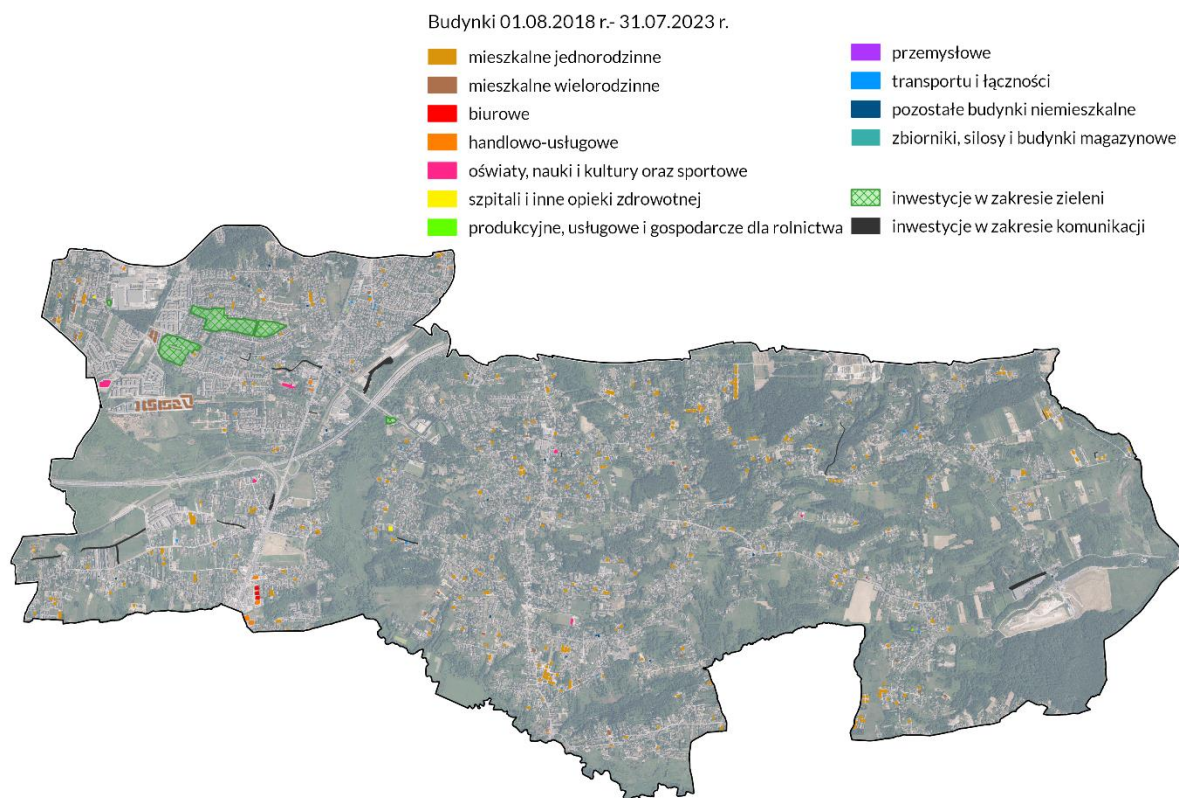 Budynki 01.08.2018 r.- 31.07.2023 r.
mieszkalne jednorodzinne
mieszkalne wielorodzinne
biurowe
handlowo-usługowe
oświaty, nauki i kultury oraz sportowe
szpitali i inne opieki zdrowotnej
produkcyjne, usługowe i gospodarcze dla rolnictwa
przemysłowe
transportu i łączności
pozostałe budynki niemieszkalne
zbiorniki, silosy i budynki magazynowe
inwestycje w zakresie zieleni
inwestycje w zakresie komunikacji